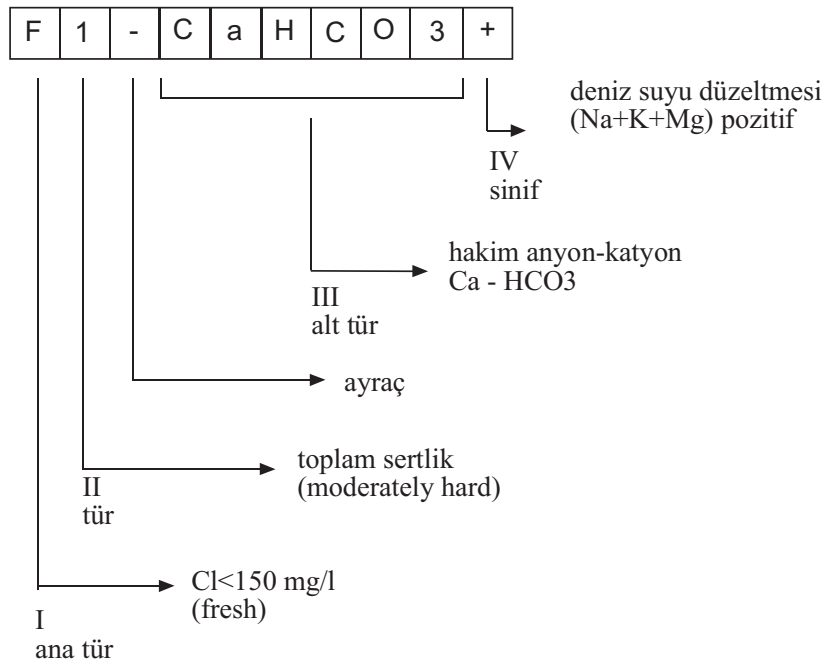 F 1 - C a H C O 3 +
deniz suyu düzeltmesi
(Na+K+Mg) pozitif
IV
sinif
hakim anyon-katyon
Ca - HCO3
III
alt tür
ayraç
toplam sertlik
(moderately hard)
II
tür
Cl<150 mg/l
(fresh)
I
ana tür